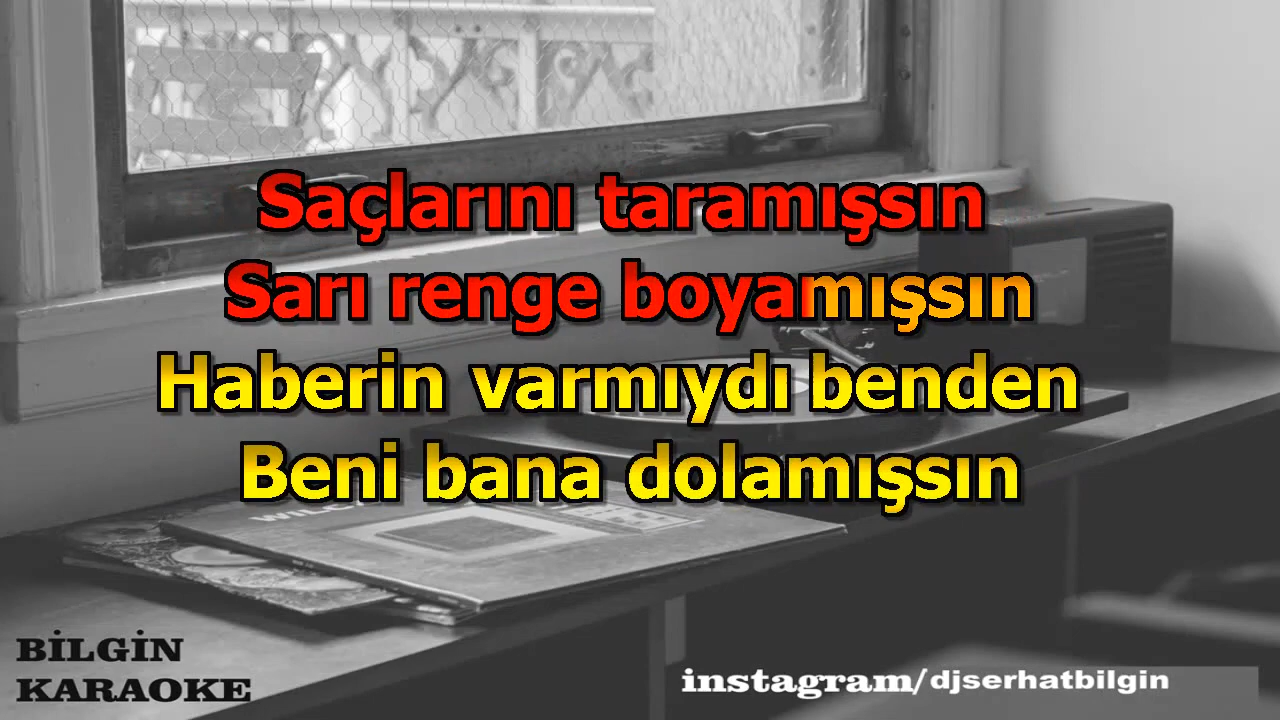 Saçlarını taramışsın
Sarı renge boyamışsın
Haberin varmıydı benden
Beni bana dolamışsın
BİLGİN
KARAOKE
instagram/djserhatbilgin